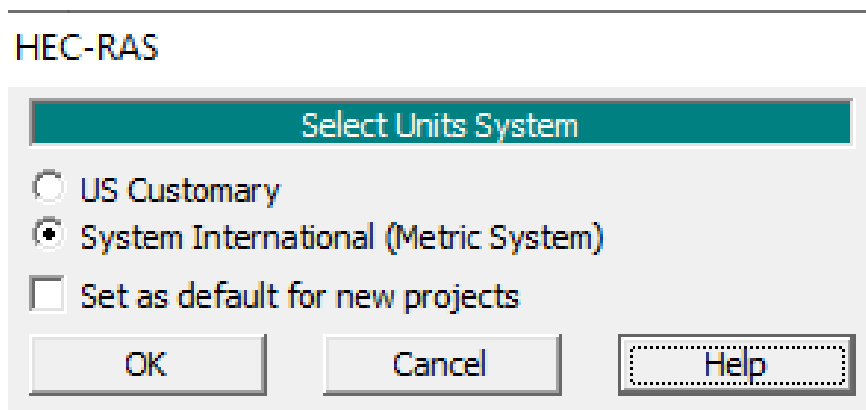 HEC-RAS
Select Units System
US Customary
System International (Metric System)
Set as default for new projects
OK Cancel Help